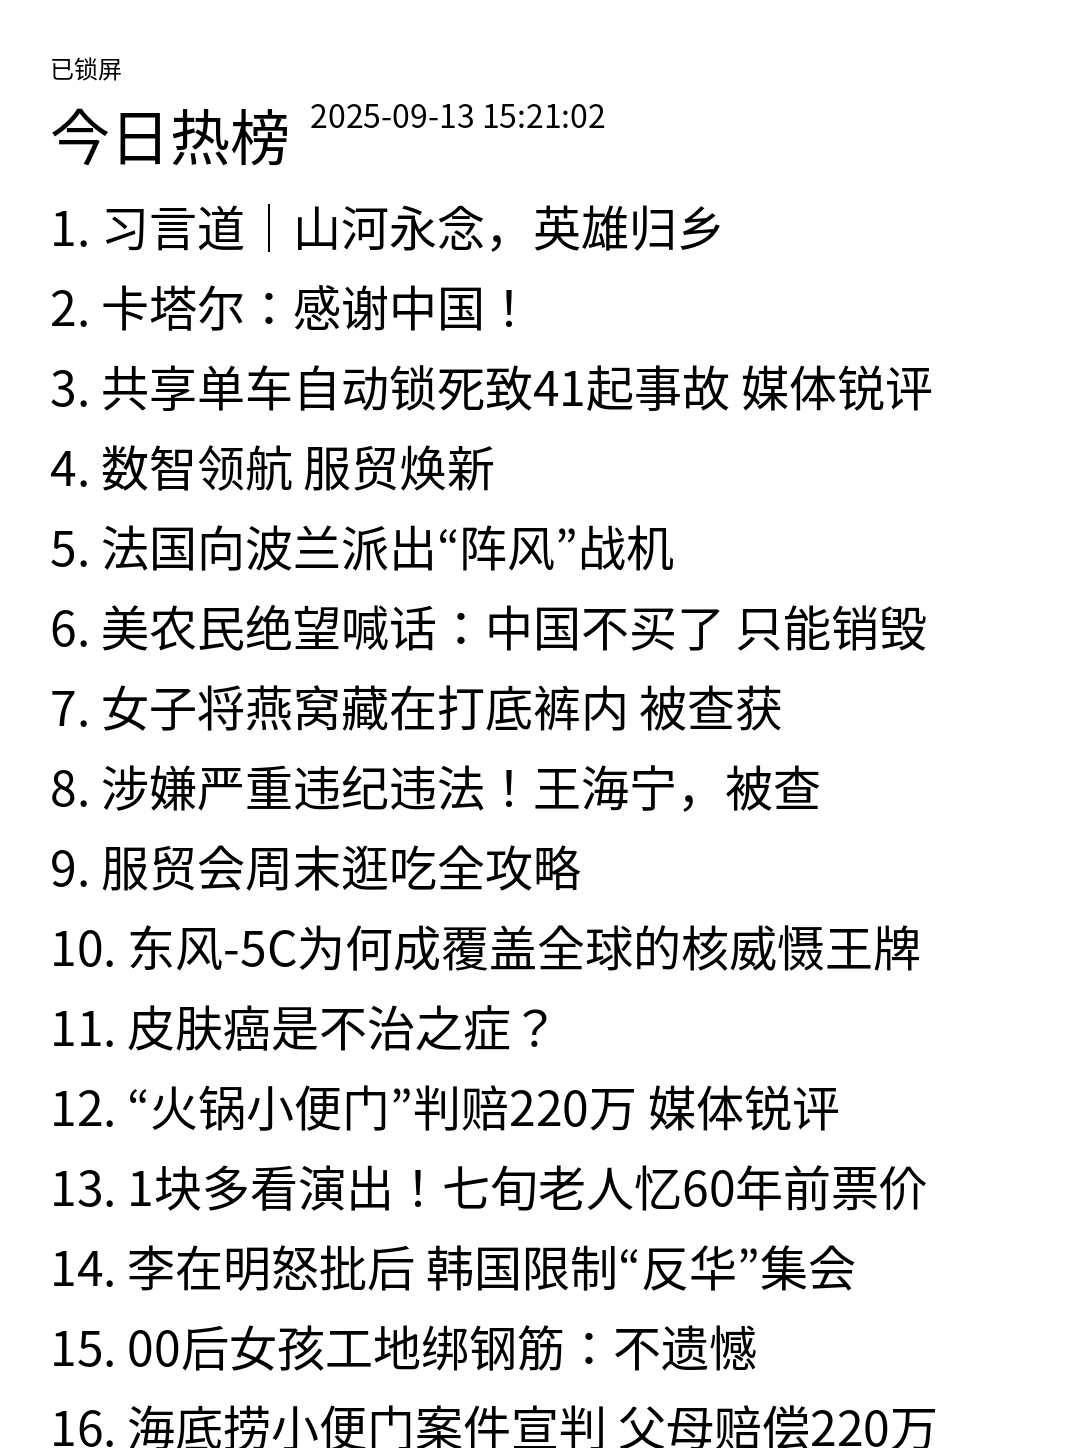 已锁屏
今日热榜 2025-09-13 15:21:02
1. 习言道｜山河永念，英雄归乡
2. 卡塔尔：感谢中国！
3. 共享单车自动锁死致41起事故 媒体锐评
4. 数智领航 服贸焕新
5. 法国向波兰派出“阵风”战机
6. 美农民绝望喊话：中国不买了 只能销毁
7. 女子将燕窝藏在打底裤内 被查获
8. 涉嫌严重违纪违法！王海宁，被查
9. 服贸会周末逛吃全攻略
10. 东风-5C为何成覆盖全球的核威慑王牌
11. 皮肤癌是不治之症？
12. “火锅小便门”判赔220万 媒体锐评
13. 1块多看演出！七旬老人忆60年前票价
14. 李在明怒批后 韩国限制“反华”集会
15. 00后女孩工地绑钢筋：不遗憾
16. 海底捞小便门案件宣判 父母赔偿220万